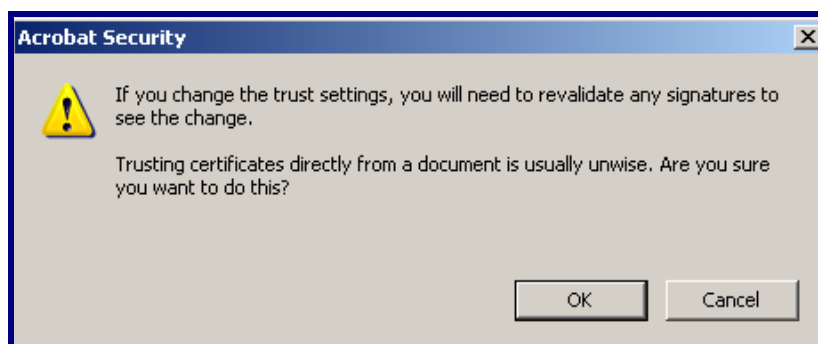 Acrobat Security
If you change the trust settings, you will need to revalidate any signatures to
see the change.
Trusting certificates directly from a document is usually unwise. Are you sure
you want to do this?
OK
Cancel